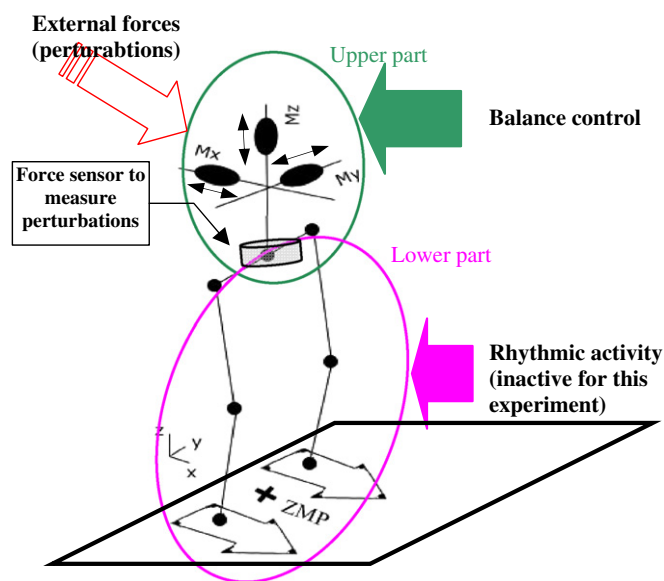 External forces
(perturabtions)
Upper part
Balance control
Mz
Mx
My
Force sensor to
measure
perturbations
Lower part
Rhythmic activity
(inactive for this
experiment)
z
y
x
ZMP